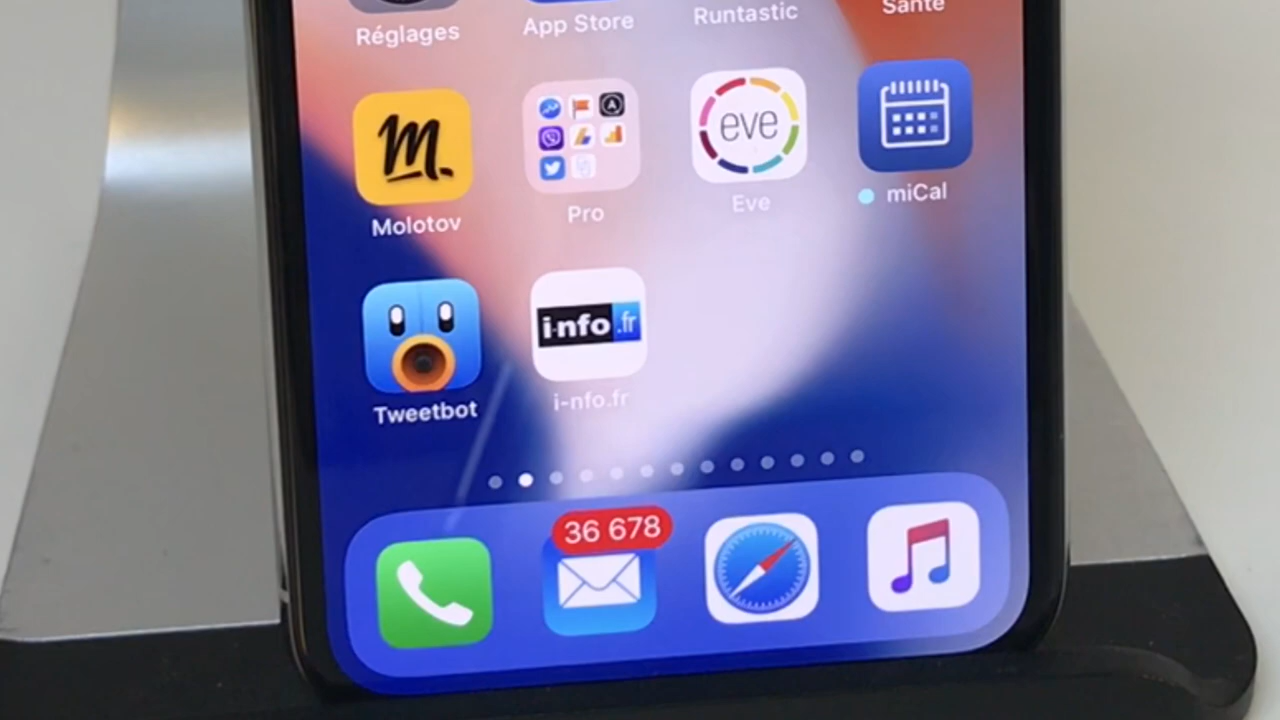 Réglages
App Store
Runtastic
Santé
m.
eve
Molotov
Pro
Eve
miCal
i-nfo.fr
Tweetbot
i-nfo.fr
36 678